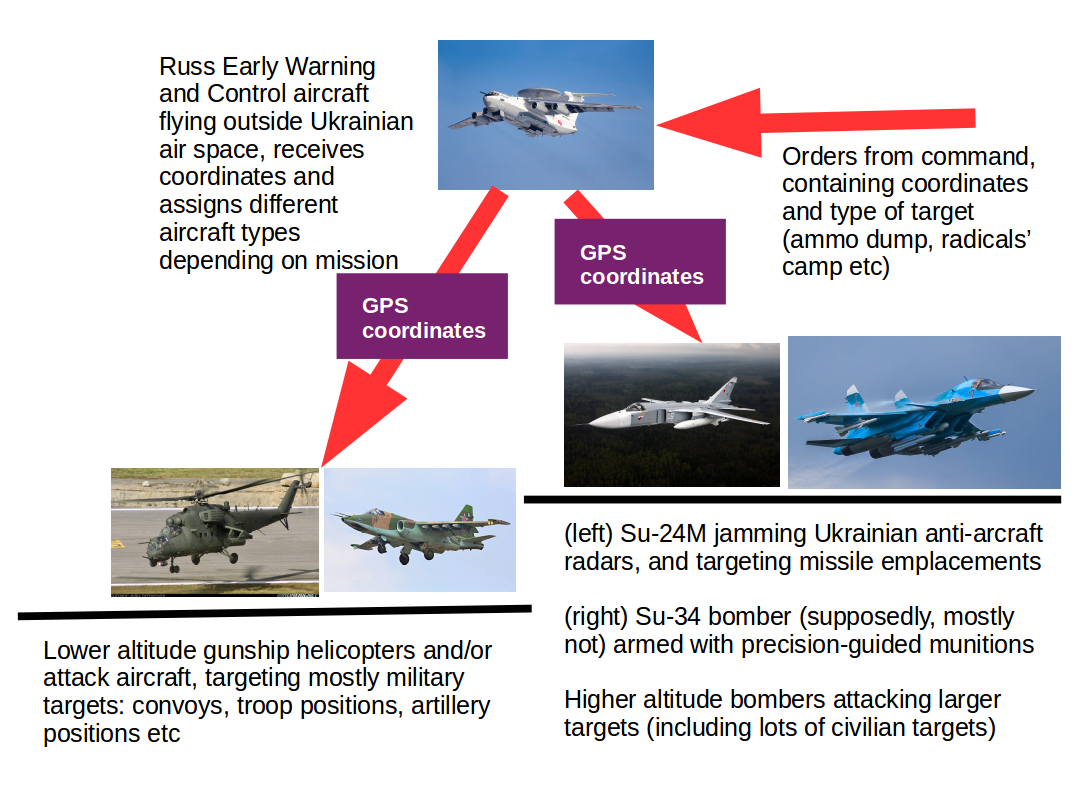 Russ Early Warning
and Control aircraft
flying outside Ukrainian
air space, receives
coordinates and
assigns different
aircraft types
depending on mission
Orders from command,
containing coordinates
and type of target
(ammo dump, radicals’
camp etc)
GPS
coordinates
GPS
coordinates
(left) Su-24M jamming Ukrainian anti-arcraft
radars, and targeting missile emplacements
(right) Su-34 bomber (supposedly, mostly
not) armed with precision-guided munitions
Higher altitude bombers attacking larger
targets (including lots of civilian targets)
Lower altitude gunship helicopters and/or
attack aircraft, targeting mostly military
targets: convoys, troop positions, artillery
positions etc